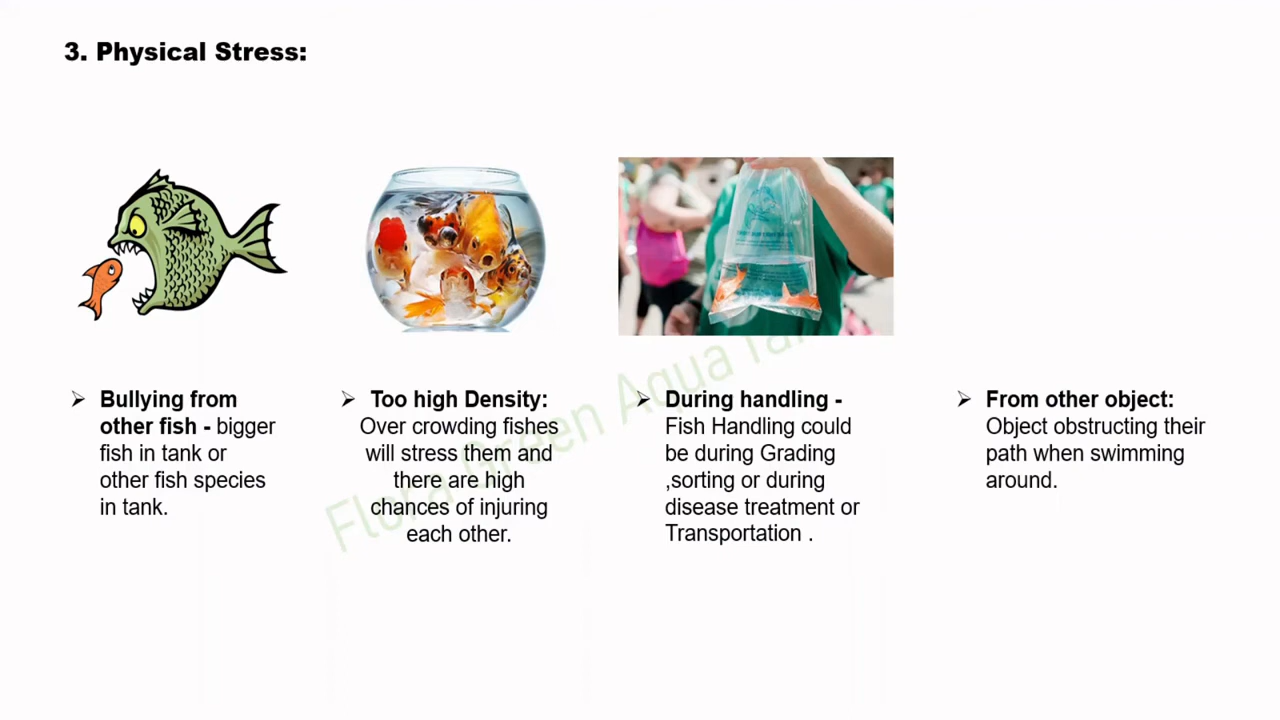 3. Physical Stress:
➢ Bullying from
other fish - bigger
fish in tank or
other fish species
in tank.
➢ Too high Density:
Over crowding fishes
will stress them and
there are high
chances of injuring
each other.
➢ During handling -
Fish Handling could
be during Grading
,sorting or during
disease treatment or
Transportation .
➢ From other object:
Object obstructing their
path when swimming
around.
Green Aqua